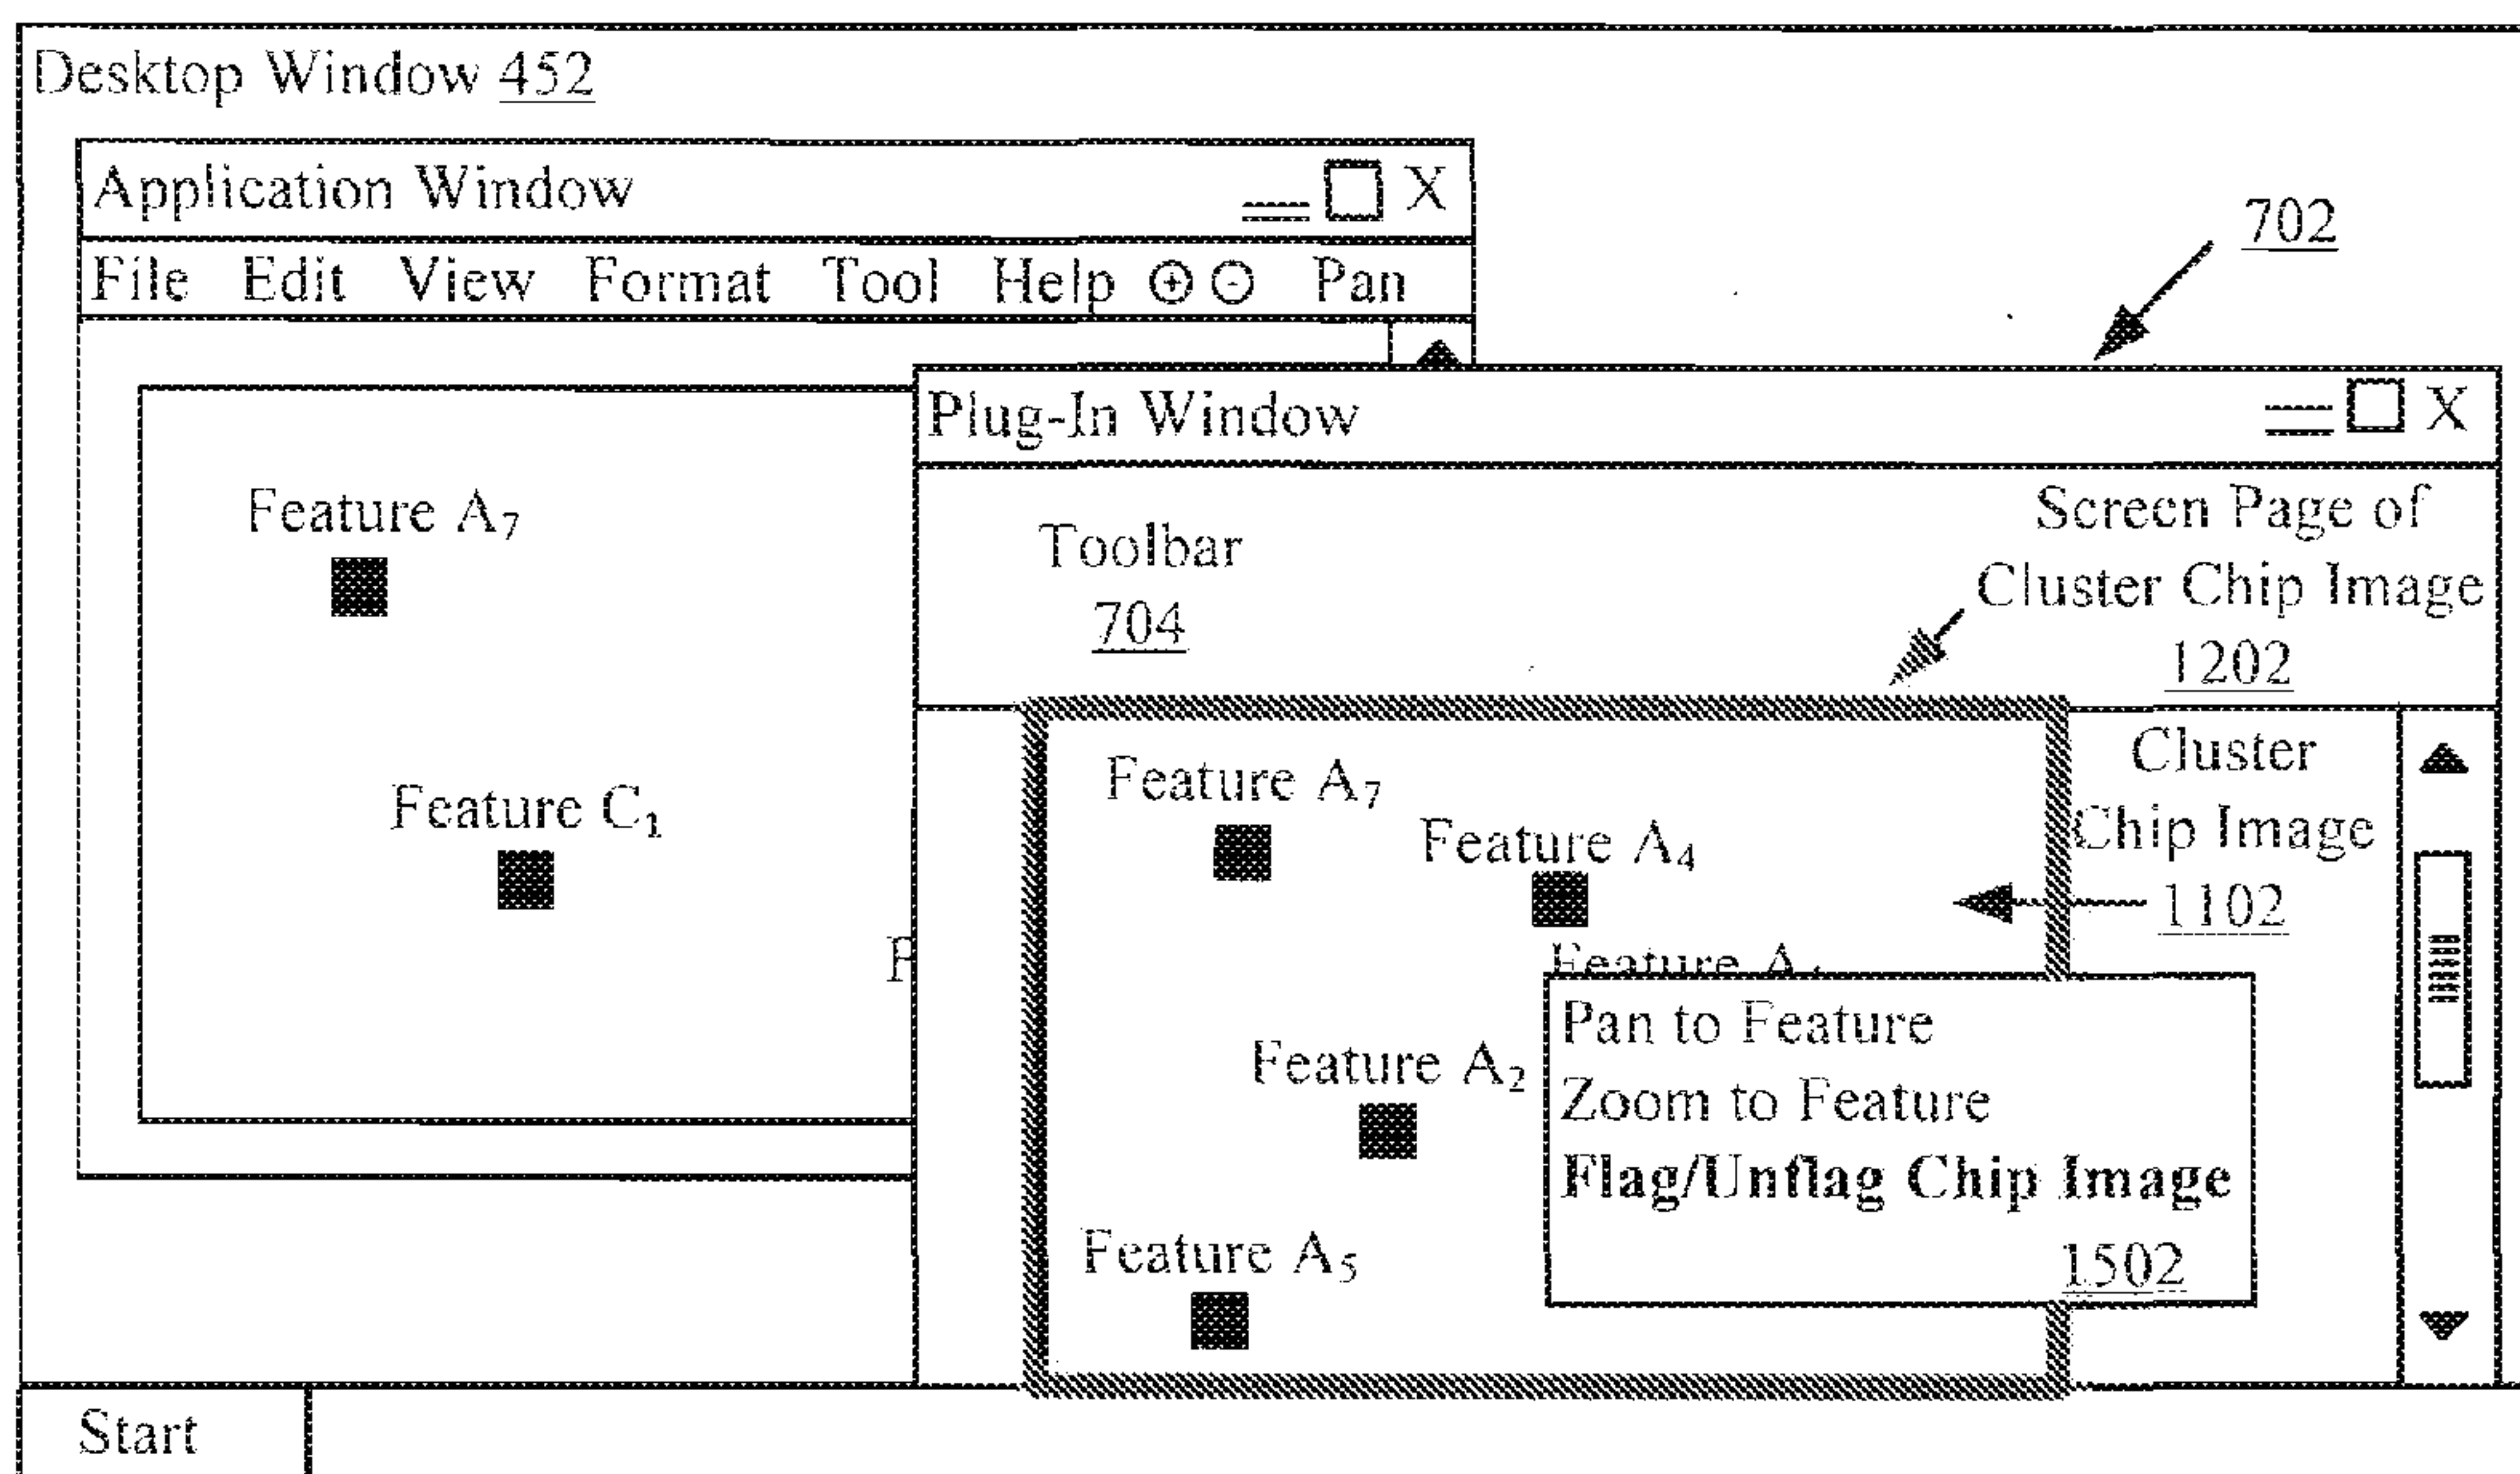 Desktop Window 452
Application Window X
File Edit View Format Tool Help + - Pan
702
Plug-In Window X
Feature A₇
Toolbar
704
Screen Page of
Cluster Chip Image
1202
Feature C₁
Feature A₇
Feature A₄
Cluster
Chip Image
1102
Feature
Pan to Feature
Zoom to Feature
Flag/Unflag Chip Image
1502
Feature A₂
Feature A₅
Start